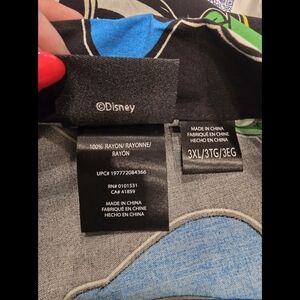 ©Disney
100% RAYON/ RAYONNE/
RAYÓN
UPC# 197772084366
RN# 0101531
CA# 41859
MADE IN CHINA
FABRIQUÉ EN CHINE
HECHO EN CHINA
MADE IN CHINA
FABRIQUÉ EN CHINE
HECHO EN CHINA
3XL/3TG/3EG